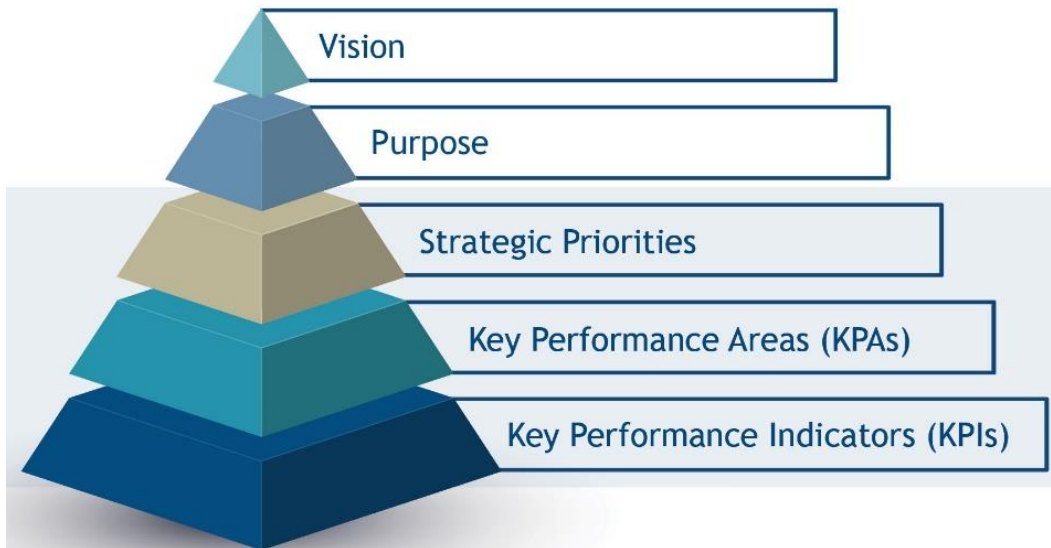 Vision
Purpose
Strategic Priorities
Key Performance Areas (KPAs)
Key Performance Indicators (KPIs)